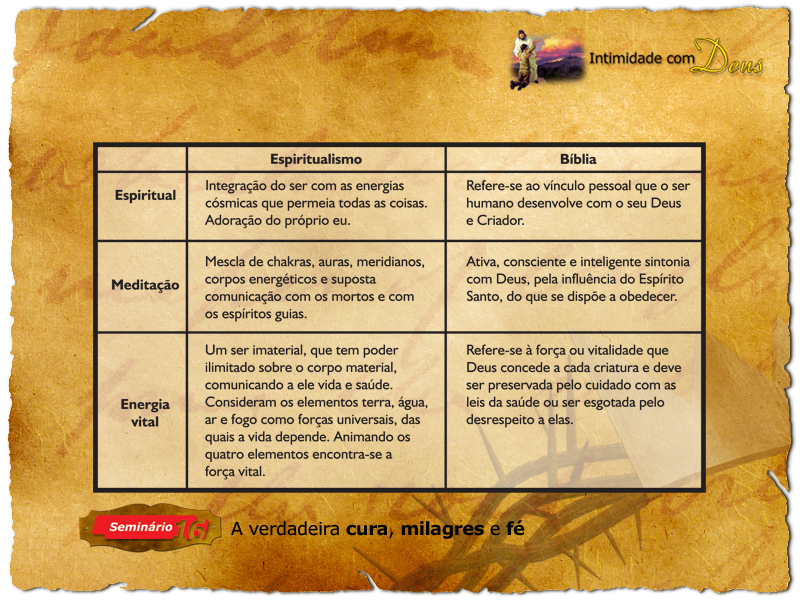 Intimidade com Deus
Espiritualismo
Bíblia
Espiritual
Integração do ser com as energias
cósmicas que permeia todas as coisas.
Adoração do próprio eu.
Refere-se ao vínculo pessoal que o ser
humano desenvolve com o seu Deus
e Criador.
Meditação
Mescla de chakras, auras, meridianos,
corpos energéticos e suposta
comunicação com os mortos e com
os espíritos guias.
Ativa, consciente e inteligente sintonia
com Deus, pela influência do Espírito
Santo, do que se dispõe a obedecer.
Energia
vital
Um ser imaterial, que tem poder
ilimitado sobre o corpo material,
comunicando a ele vida e saúde.
Consideram os elementos terra, água,
ar e fogo como forças universais, das
quais a vida depende. Animando os
quatro elementos encontra-se a
força vital.
Refere-se à força ou vitalidade que
Deus concede a cada criatura e deve
ser preservada pelo cuidado com as
leis da saúde ou ser esgotada pelo
desrespeito a elas.
Seminário 16
A verdadeira cura, milagres e fé